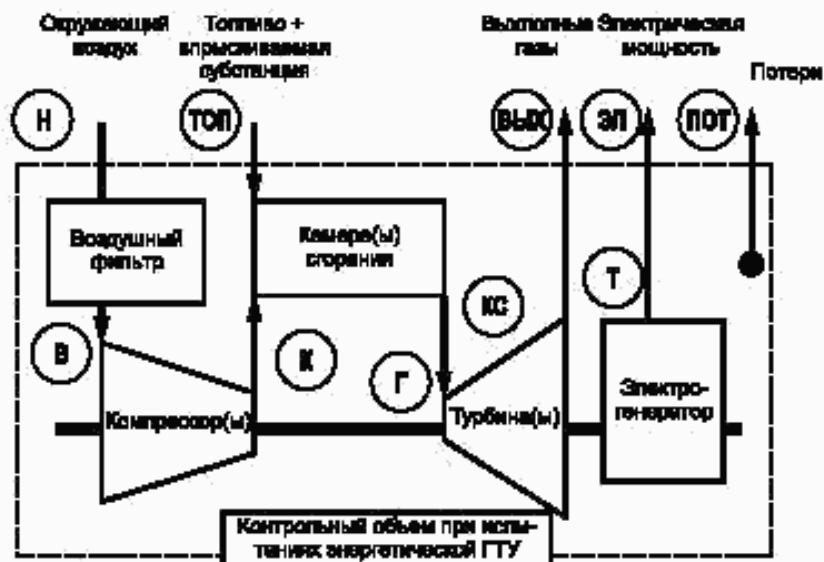 Окружающий
воздух
Топливо +
впрыскиваемая
субстанция
Выхлопные
газы
Электрическая
мощность
Потери
Н
ТОП
ВЫХ
ЭЛ
ПОТ
Воздушный
фильтр
Камера(ы)
сгорания
В
К
Г
КС
Т
Компрессор(ы)
Турбина(ы)
Электро-
генератор
Контрольный объем при испы-
таниях энергетической ГТУ